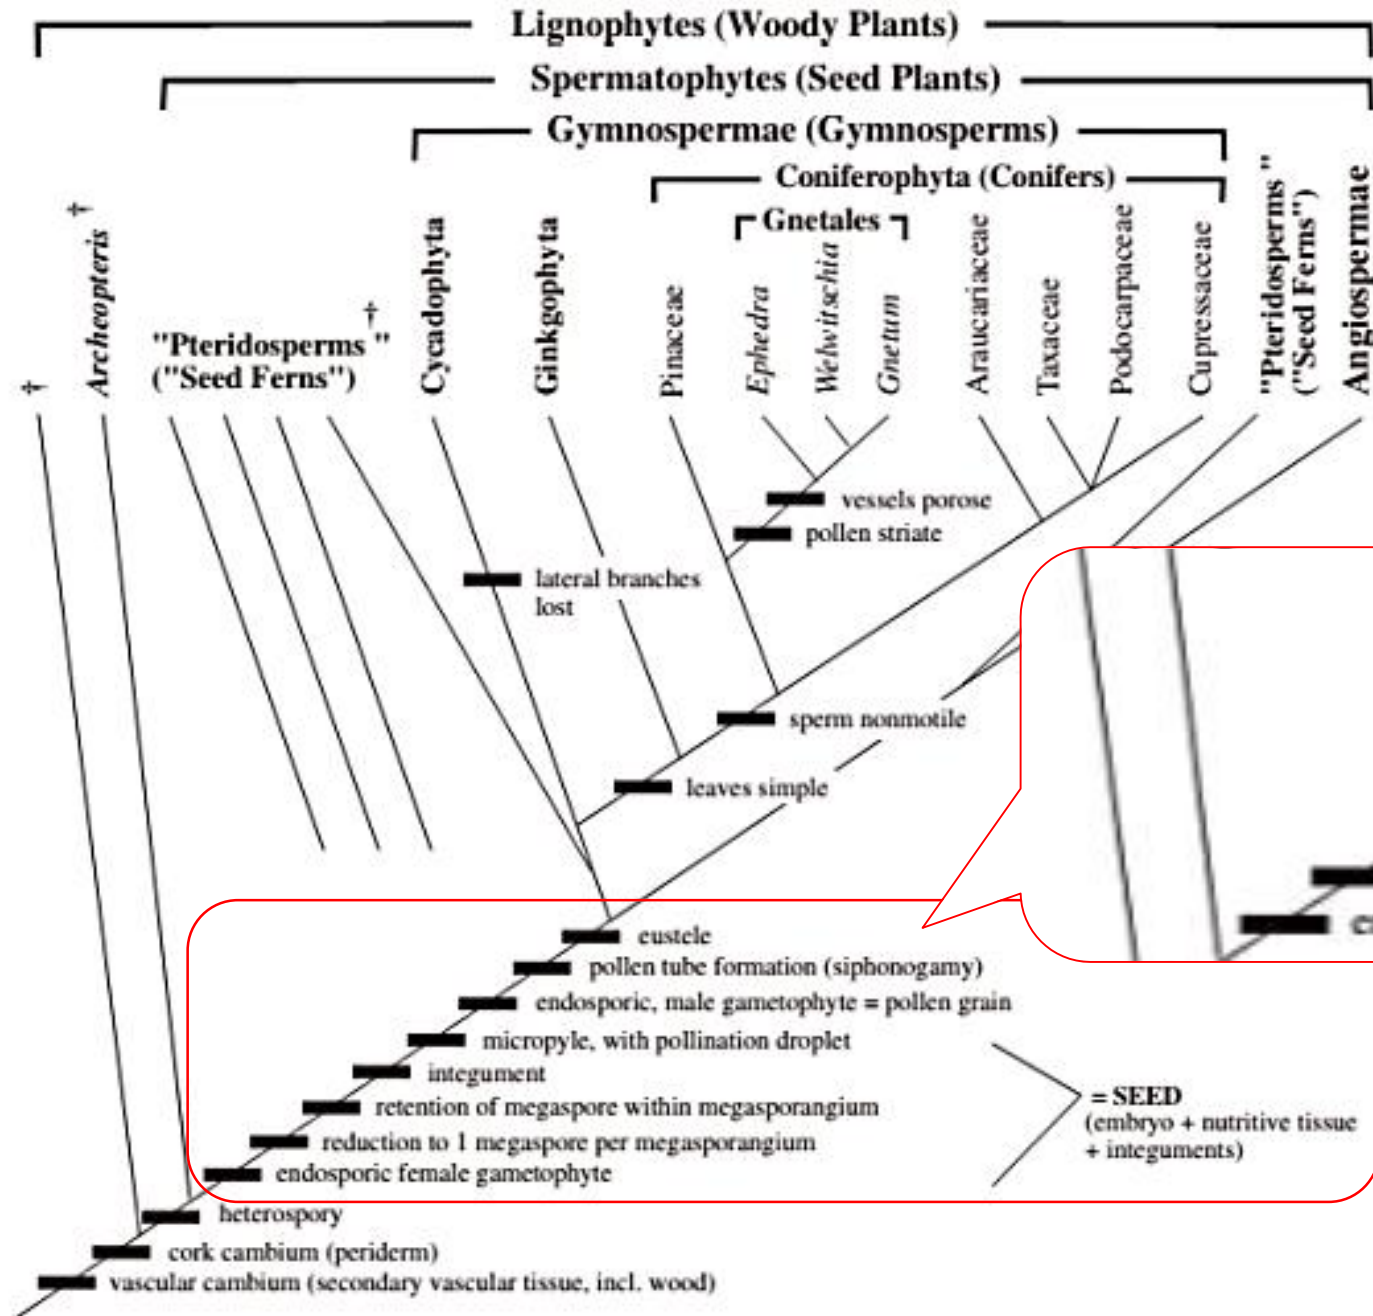 Lignophytes (Woody Plants)
Spermatophytes (Seed Plants)
Gymnospermae (Gymnosperms)
Coniferophyta (Conifers)
Gnetales
†
Archeopteris †
"Pteridosperms †"
("Seed Ferns")
Cycadophyta
Ginkgophyta
Pinaceae
Ephedra
Welwitschia
Gnetum
Araucariaceae
Taxaceae
Podocarpaceae
Cupressaceae
"Pteridosperms"
("Seed Ferns")
Angiospermae
vessels porose
pollen striate
lateral branches
lost
sperm nonmotile
leaves simple
eustele
pollen tube formation (siphonogamy)
endosporic, male gametophyte = pollen grain
micropyle, with pollination droplet
integument
retention of megaspore within megasporangium
reduction to 1 megaspore per megasporangium
endosporic female gametophyte
= SEED
(embryo + nutritive tissue
+ integuments)
heterospory
cork cambium (periderm)
vascular cambium (secondary vascular tissue, incl. wood)